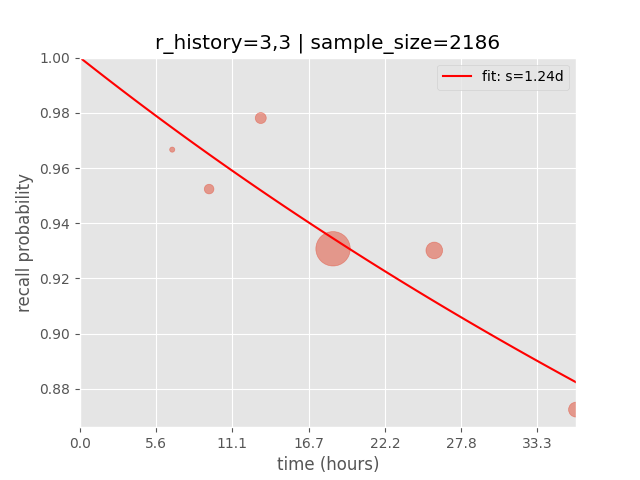 r_history=3,3 | sample_size=2186
1.00
0.98
0.96
0.94
0.92
0.90
0.88
recall probability
fit: s=1.24d
0.0 5.6 11.1 16.7 22.2 27.8 33.3
time (hours)